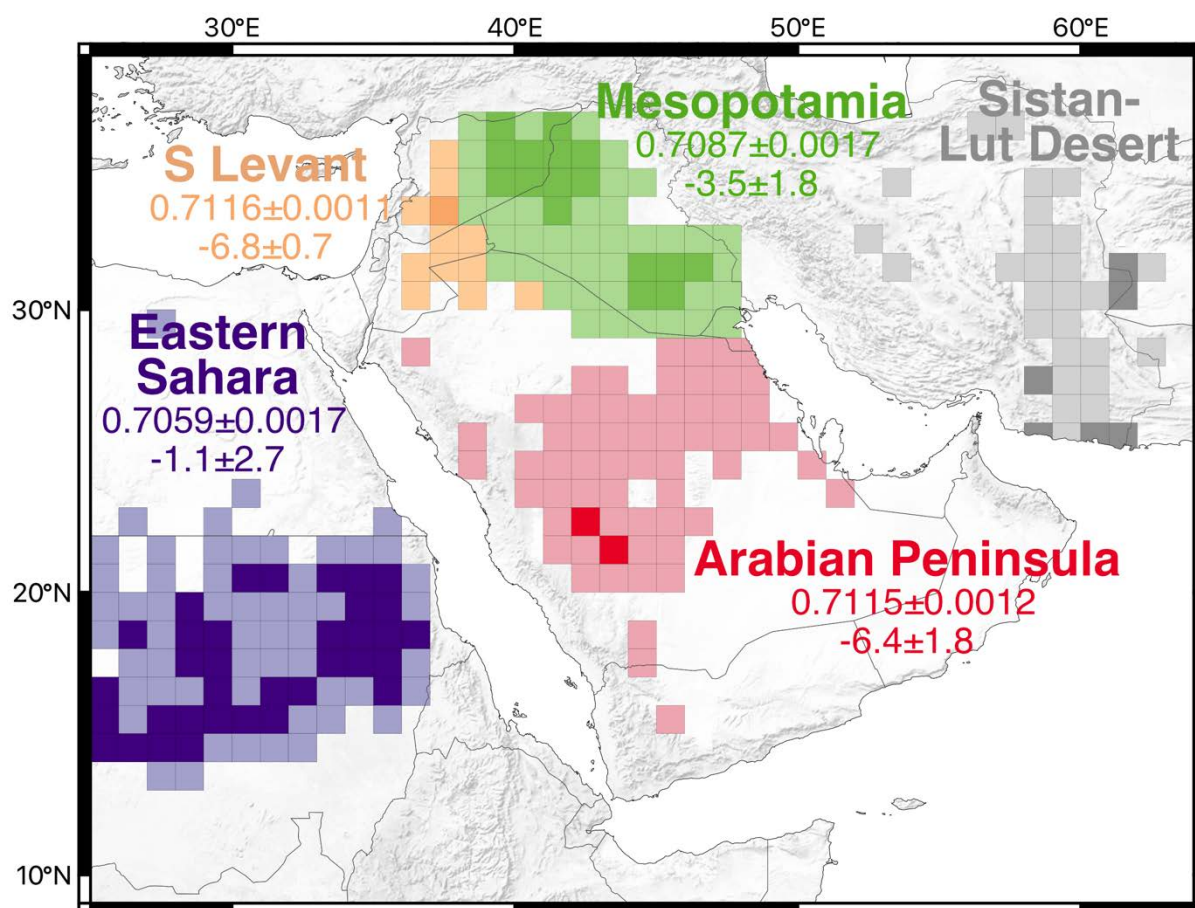 30°E 40°E 50°E 60°E
Mesopotamia
0.7087±0.0017
-3.5±1.8
Sistan-
Lut Desert
S Levant
0.7116±0.0011
-6.8±0.7
30°N
Eastern
Sahara
0.7059±0.0017
-1.1±2.7
20°N
Arabian Peninsula
0.7115±0.0012
-6.4±1.8
10°N